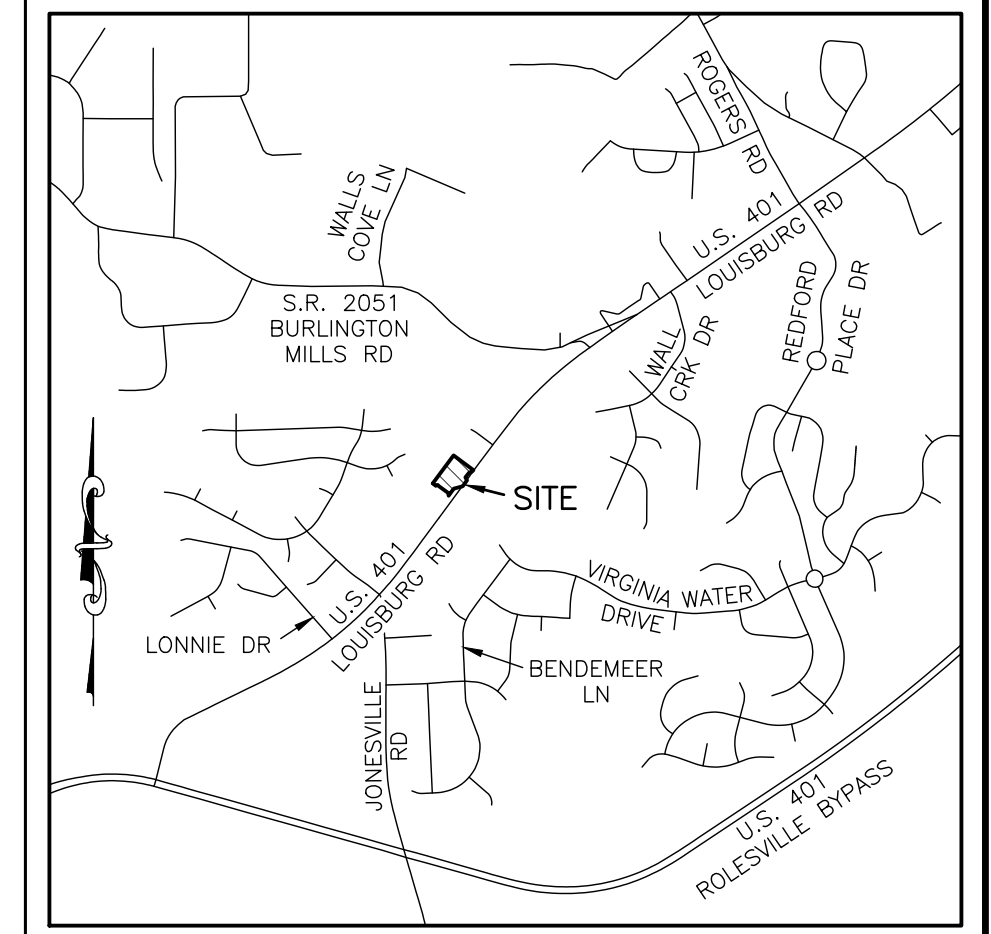 ROGERS RD
WALLS
COVE LN
U.S. 401
LOUISBURG RD
S.R. 2051
BURLINGTON
MILLS RD
REDFORD
PLACE DR
WALL
CRK DR
SITE
U.S. 401
LOUISBURG RD
VIRGINIA WATER
DRIVE
LONNIE DR
BENDEMEER
LN
JONESVILLE
RD
U.S. 401
ROLESVILLE BYPASS